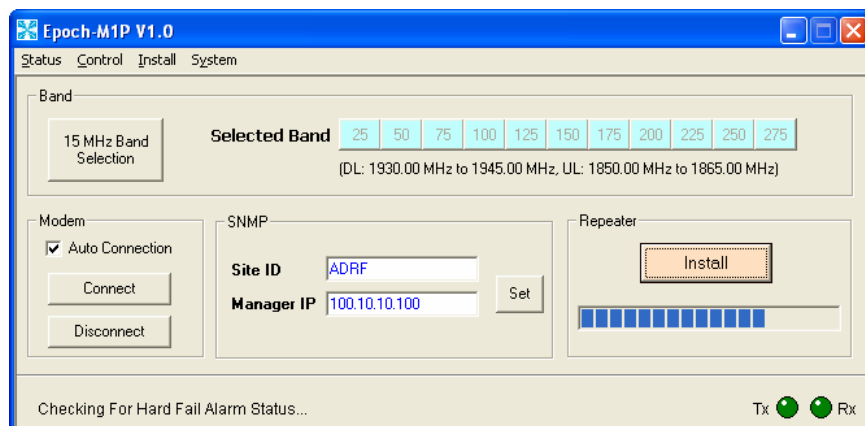 Epoch-M1P V1.0
Status Control Install System
Band
15 MHz Band
Selection
Selected Band 25 50 75 100 125 150 175 200 225 250 275
(DL: 1930.00 MHz to 1945.00 MHz, UL: 1850.00 MHz to 1865.00 MHz)
Modem
Auto Connection
Connect
Disconnect
SNMP
Site ID ADRF
Manager IP 100.10.10.100
Set
Repeater
Install
Checking For Hard Fail Alarm Status...
Tx Rx